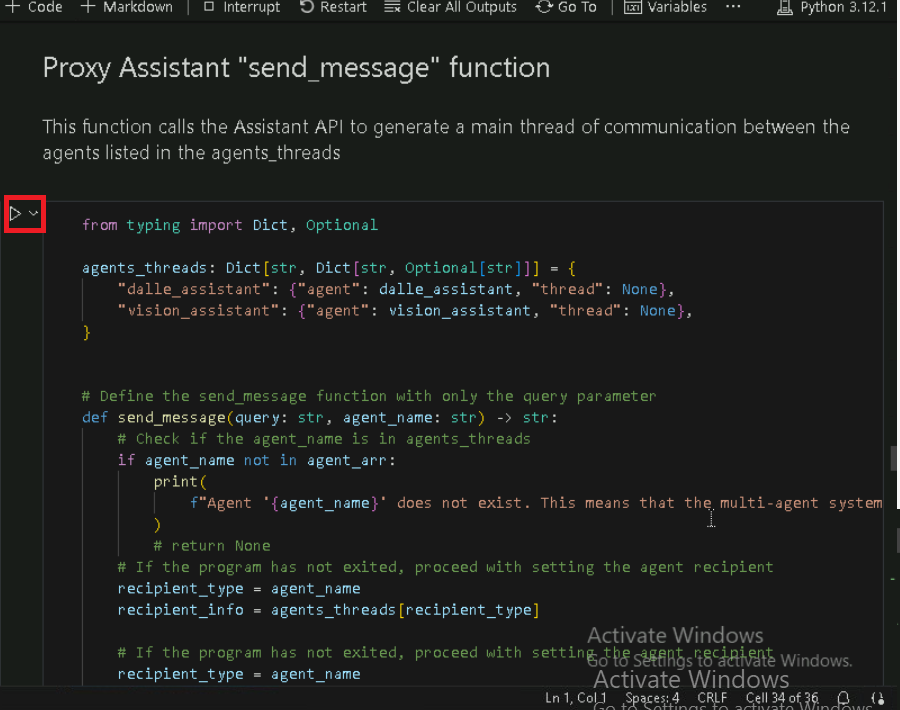 + Code + Markdown | Interrupt Restart Clear All Outputs Go To | Variables ... Python 3.12.1
Proxy Assistant "send_message" function
This function calls the Assistant API to generate a main thread of communication between the
agents listed in the agents_threads
from typing import Dict, Optional
agents_threads: Dict[str, Dict[str, Optional[str]]] = {
"dalle_assistant": {"agent": dalle_assistant, "thread": None},
"vision_assistant": {"agent": vision_assistant, "thread": None},
}
# Define the send_message function with only the query parameter
def send_message(query: str, agent_name: str) -> str:
# Check if the agent_name is in agents_threads
if agent_name not in agent_arr:
print(
f"Agent '{agent_name}' does not exist. This means that the multi-agent system
)
# return None
# If the program has not exited, proceed with setting the agent recipient
recipient_type = agent_name
recipient_info = agents_threads[recipient_type]
# If the program has not exited, proceed with setting the agent recipient
recipient_type = agent_name
Activate Windows
Go to Settings to activate Windows.
Activate Windows
Go to Settings to activate Windows
Ln 1, Col 1 Spaces: 4 CRLF Cell 34 of 36